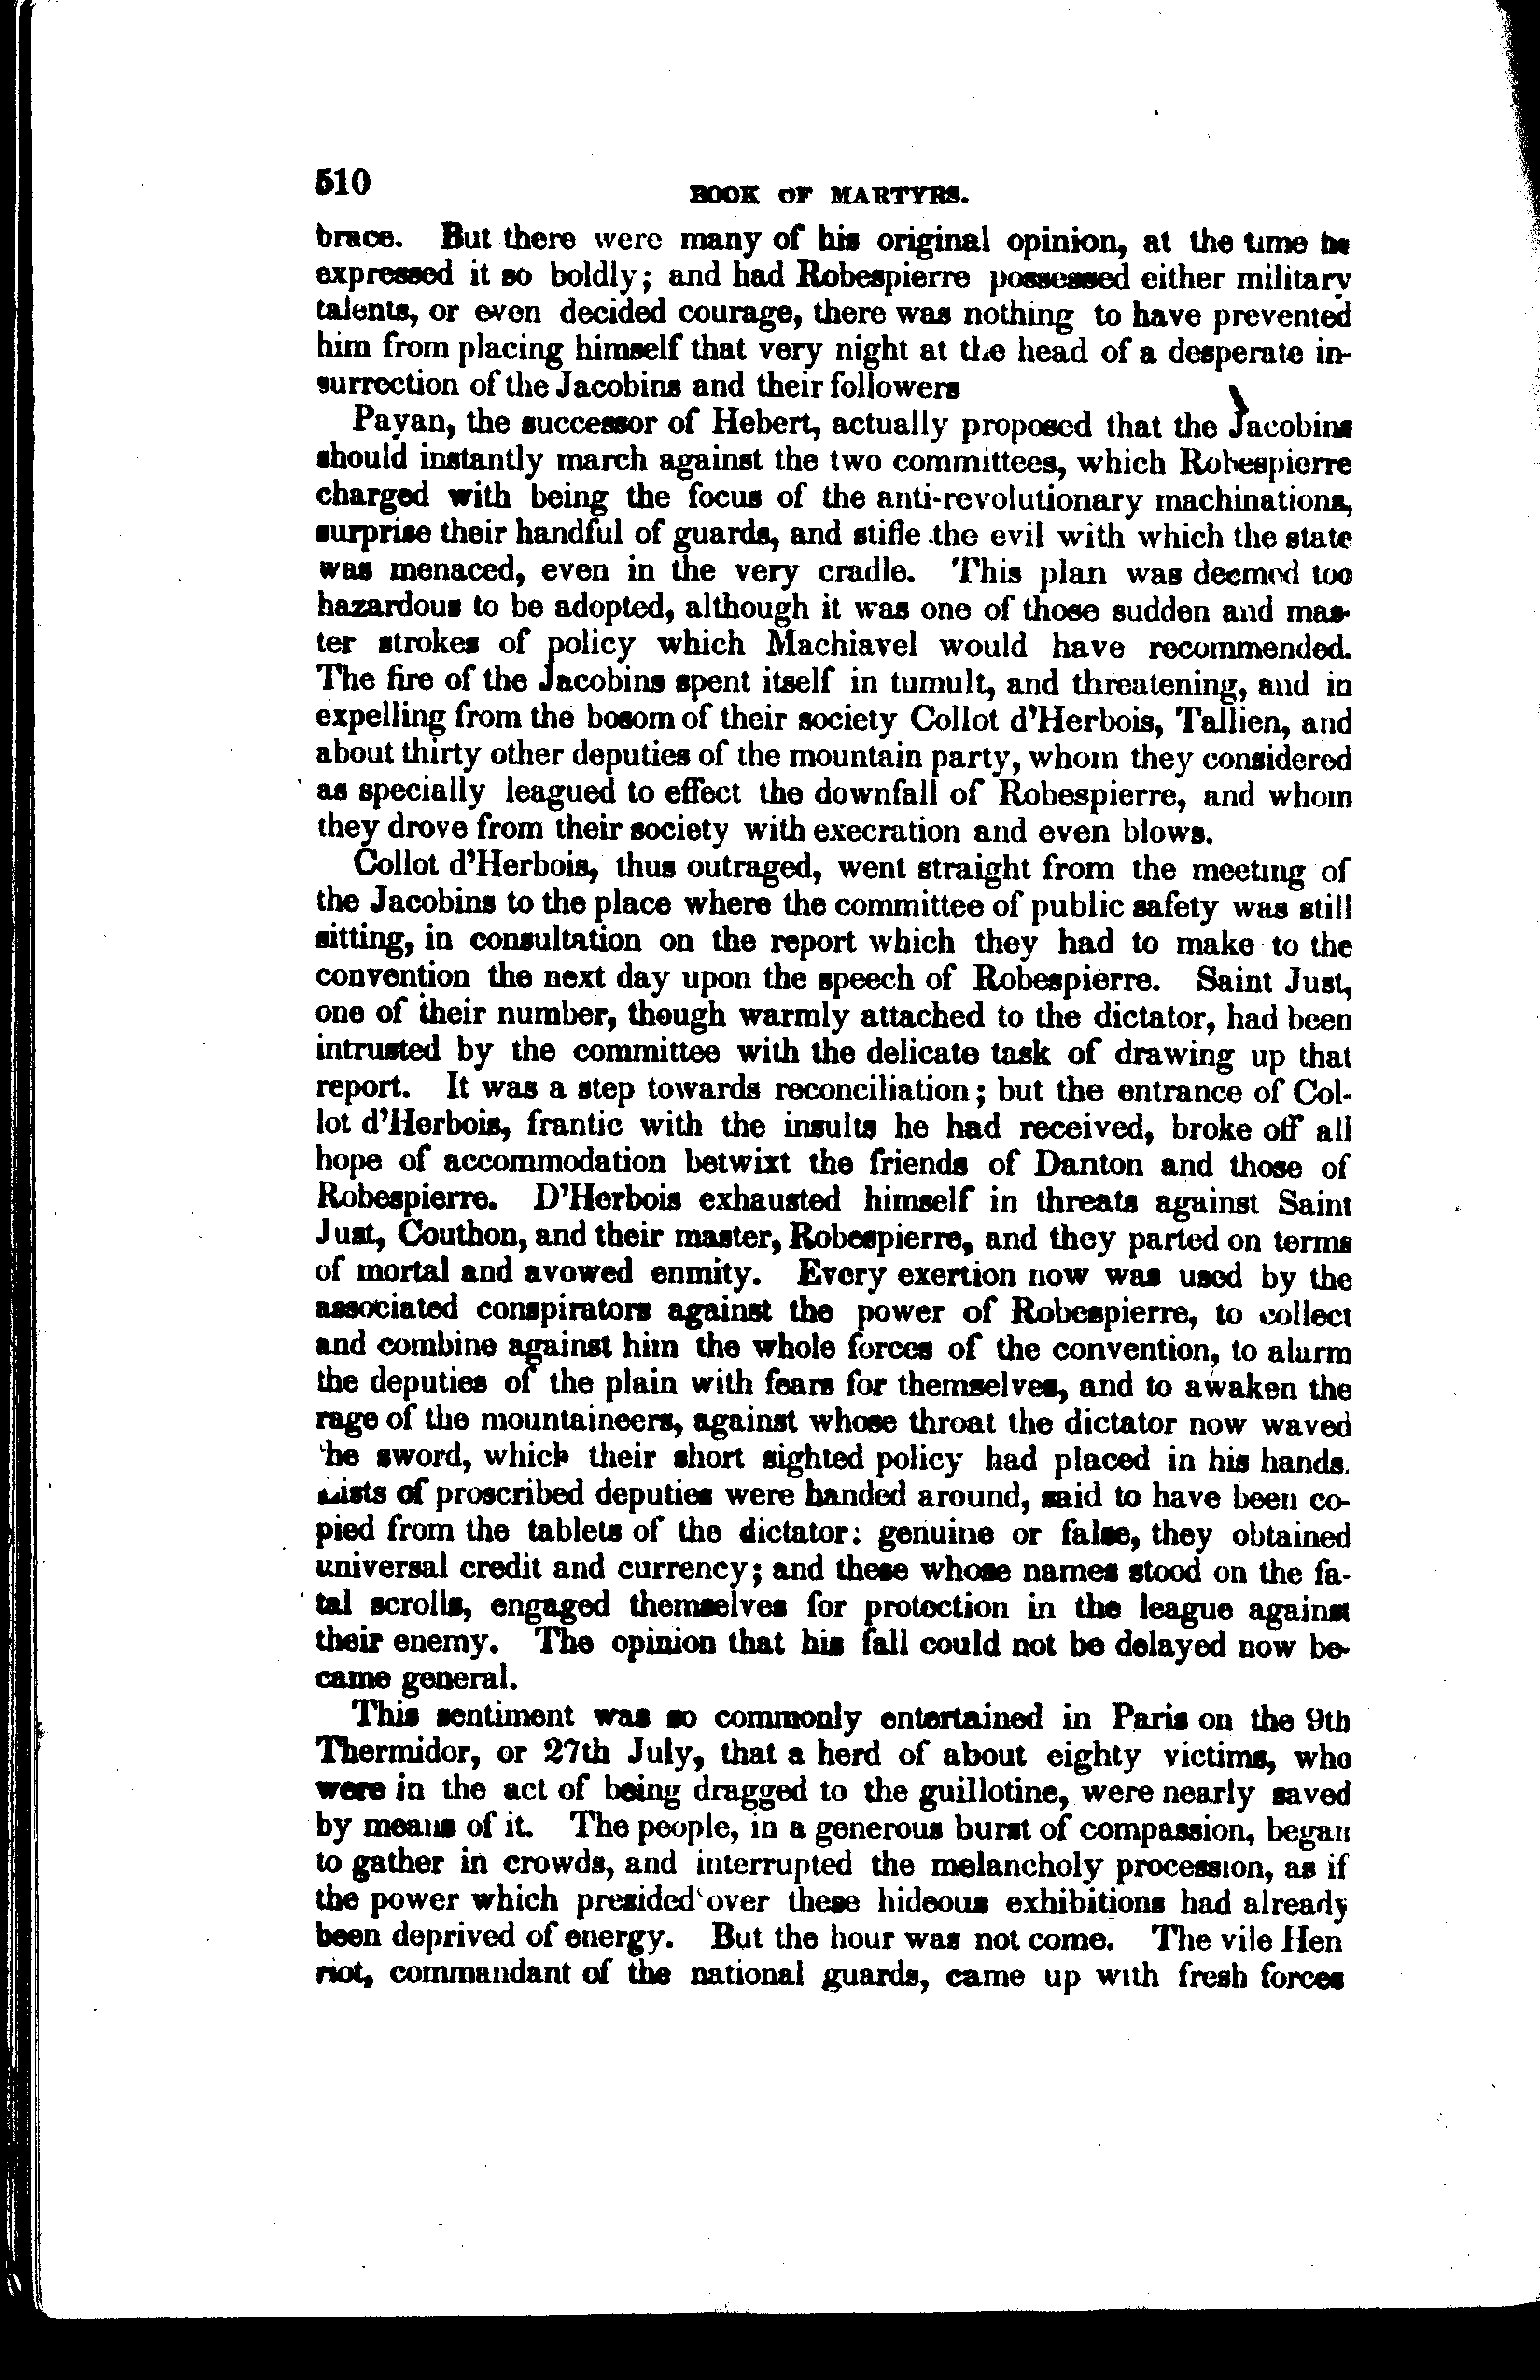 510
BOOK OF MARTYRS.
brace. But there were many of his original opinion, at the time he
expressed it so boldly; and had Robespierre possessed either military
talents, or even decided courage, there was nothing to have prevented
him from placing himself that very night at the head of a desperate in-
surrection of the Jacobins and their followers
Payan, the successor of Hebert, actually proposed that the Jacobins
should instantly march against the two committees, which Robespierre
charged with being the focus of the anti-revolutionary machinations,
surprise their handful of guards, and stifle the evil with which the state
was menaced, even in the very cradle. This plan was deemed too
hazardous to be adopted, although it was one of those sudden and mas-
ter strokes of policy which Machiavel would have recommended.
The fire of the Jacobins spent itself in tumult, and threatening, and in
expelling from the bosom of their society Collot d'Herbois, Tallien, and
about thirty other deputies of the mountain party, whom they considered
as specially leagued to effect the downfall of Robespierre, and whom
they drove from their society with execration and even blows.
Collot d'Herbois, thus outraged, went straight from the meeting of
the Jacobins to the place where the committee of public safety was still
sitting, in consultation on the report which they had to make to the
convention the next day upon the speech of Robespierre. Saint Just,
one of their number, though warmly attached to the dictator, had been
intrusted by the committee with the delicate task of drawing up that
report. It was a step towards reconciliation; but the entrance of Col-
lot d'Herbois, frantic with the insults he had received, broke off all
hope of accommodation betwixt the friends of Danton and those of
Robespierre. D'Herbois exhausted himself in threats against Saint
Just, Couthon, and their master, Robespierre, and they parted on terms
of mortal and avowed enmity. Every exertion now was used by the
associated conspirators against the power of Robespierre, to collect
and combine against him the whole forces of the convention, to alarm
the deputies of the plain with fears for themselves, and to awaken the
rage of the mountaineers, against whose throat the dictator now waved
the sword, which their short sighted policy had placed in his hands.
Lists of proscribed deputies were handed around, said to have been co-
pied from the tablets of the dictator: genuine or false, they obtained
universal credit and currency; and these whose names stood on the fa-
tal scrolls, engaged themselves for protection in the league against
their enemy. The opinion that his fall could not be delayed now be-
came general.
This sentiment was so commonly entertained in Paris on the 9th
Thermidor, or 27th July, that a herd of about eighty victims, who
were in the act of being dragged to the guillotine, were nearly saved
by means of it. The people, in a generous burst of compassion, began
to gather in crowds, and interrupted the melancholy procession, as if
the power which presided over these hideous exhibitions had already
been deprived of energy. But the hour was not come. The vile Hen
riot, commandant of the national guards, came up with fresh forces